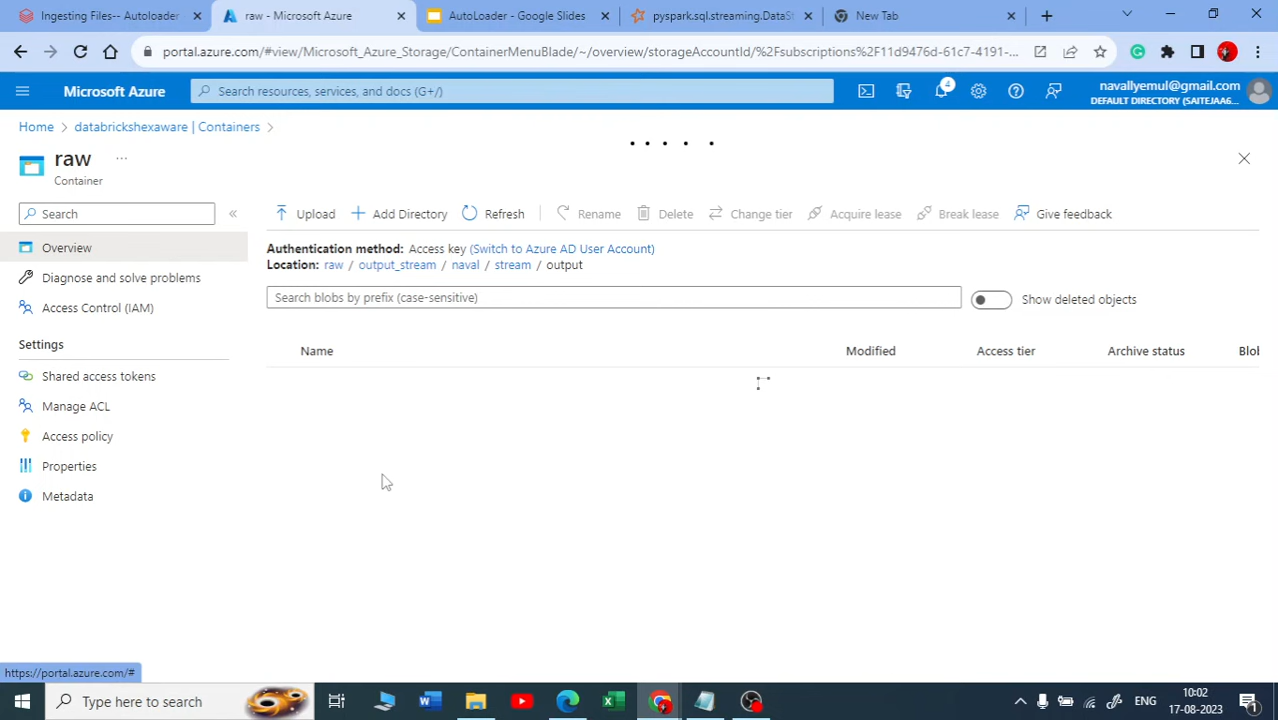 Ingesting Files-- Autoloader
raw - Microsoft Azure
AutoLoader - Google Slides
pyspark.sql.streaming.DataSt
New Tab
portal.azure.com/#view/Microsoft_Azure_Storage/ContainerMenuBlade/~/overview/storageAccountId/%2Fsubscriptions%2F11d9476d-61c7-4191-...
Microsoft Azure
Search resources, services, and docs (G+/)
4
navallyemul@gmail.com
DEFAULT DIRECTORY (SAITEJAA6...
Home > databrickshexaware | Containers >
raw ...
Container
Search
«
Upload
Add Directory
Refresh
Rename
Delete
Change tier
Acquire lease
Break lease
Give feedback
Overview
Diagnose and solve problems
Access Control (IAM)
Settings
Shared access tokens
Manage ACL
Access policy
Properties
Metadata
Authentication method: Access key (Switch to Azure AD User Account)
Location: raw / output_stream / naval / stream / output
Search blobs by prefix (case-sensitive)
Show deleted objects
Name
Modified
Access tier
Archive status
Blol
https://portal.azure.com/#
Type here to search
ENG
10:02
17-08-2023
1